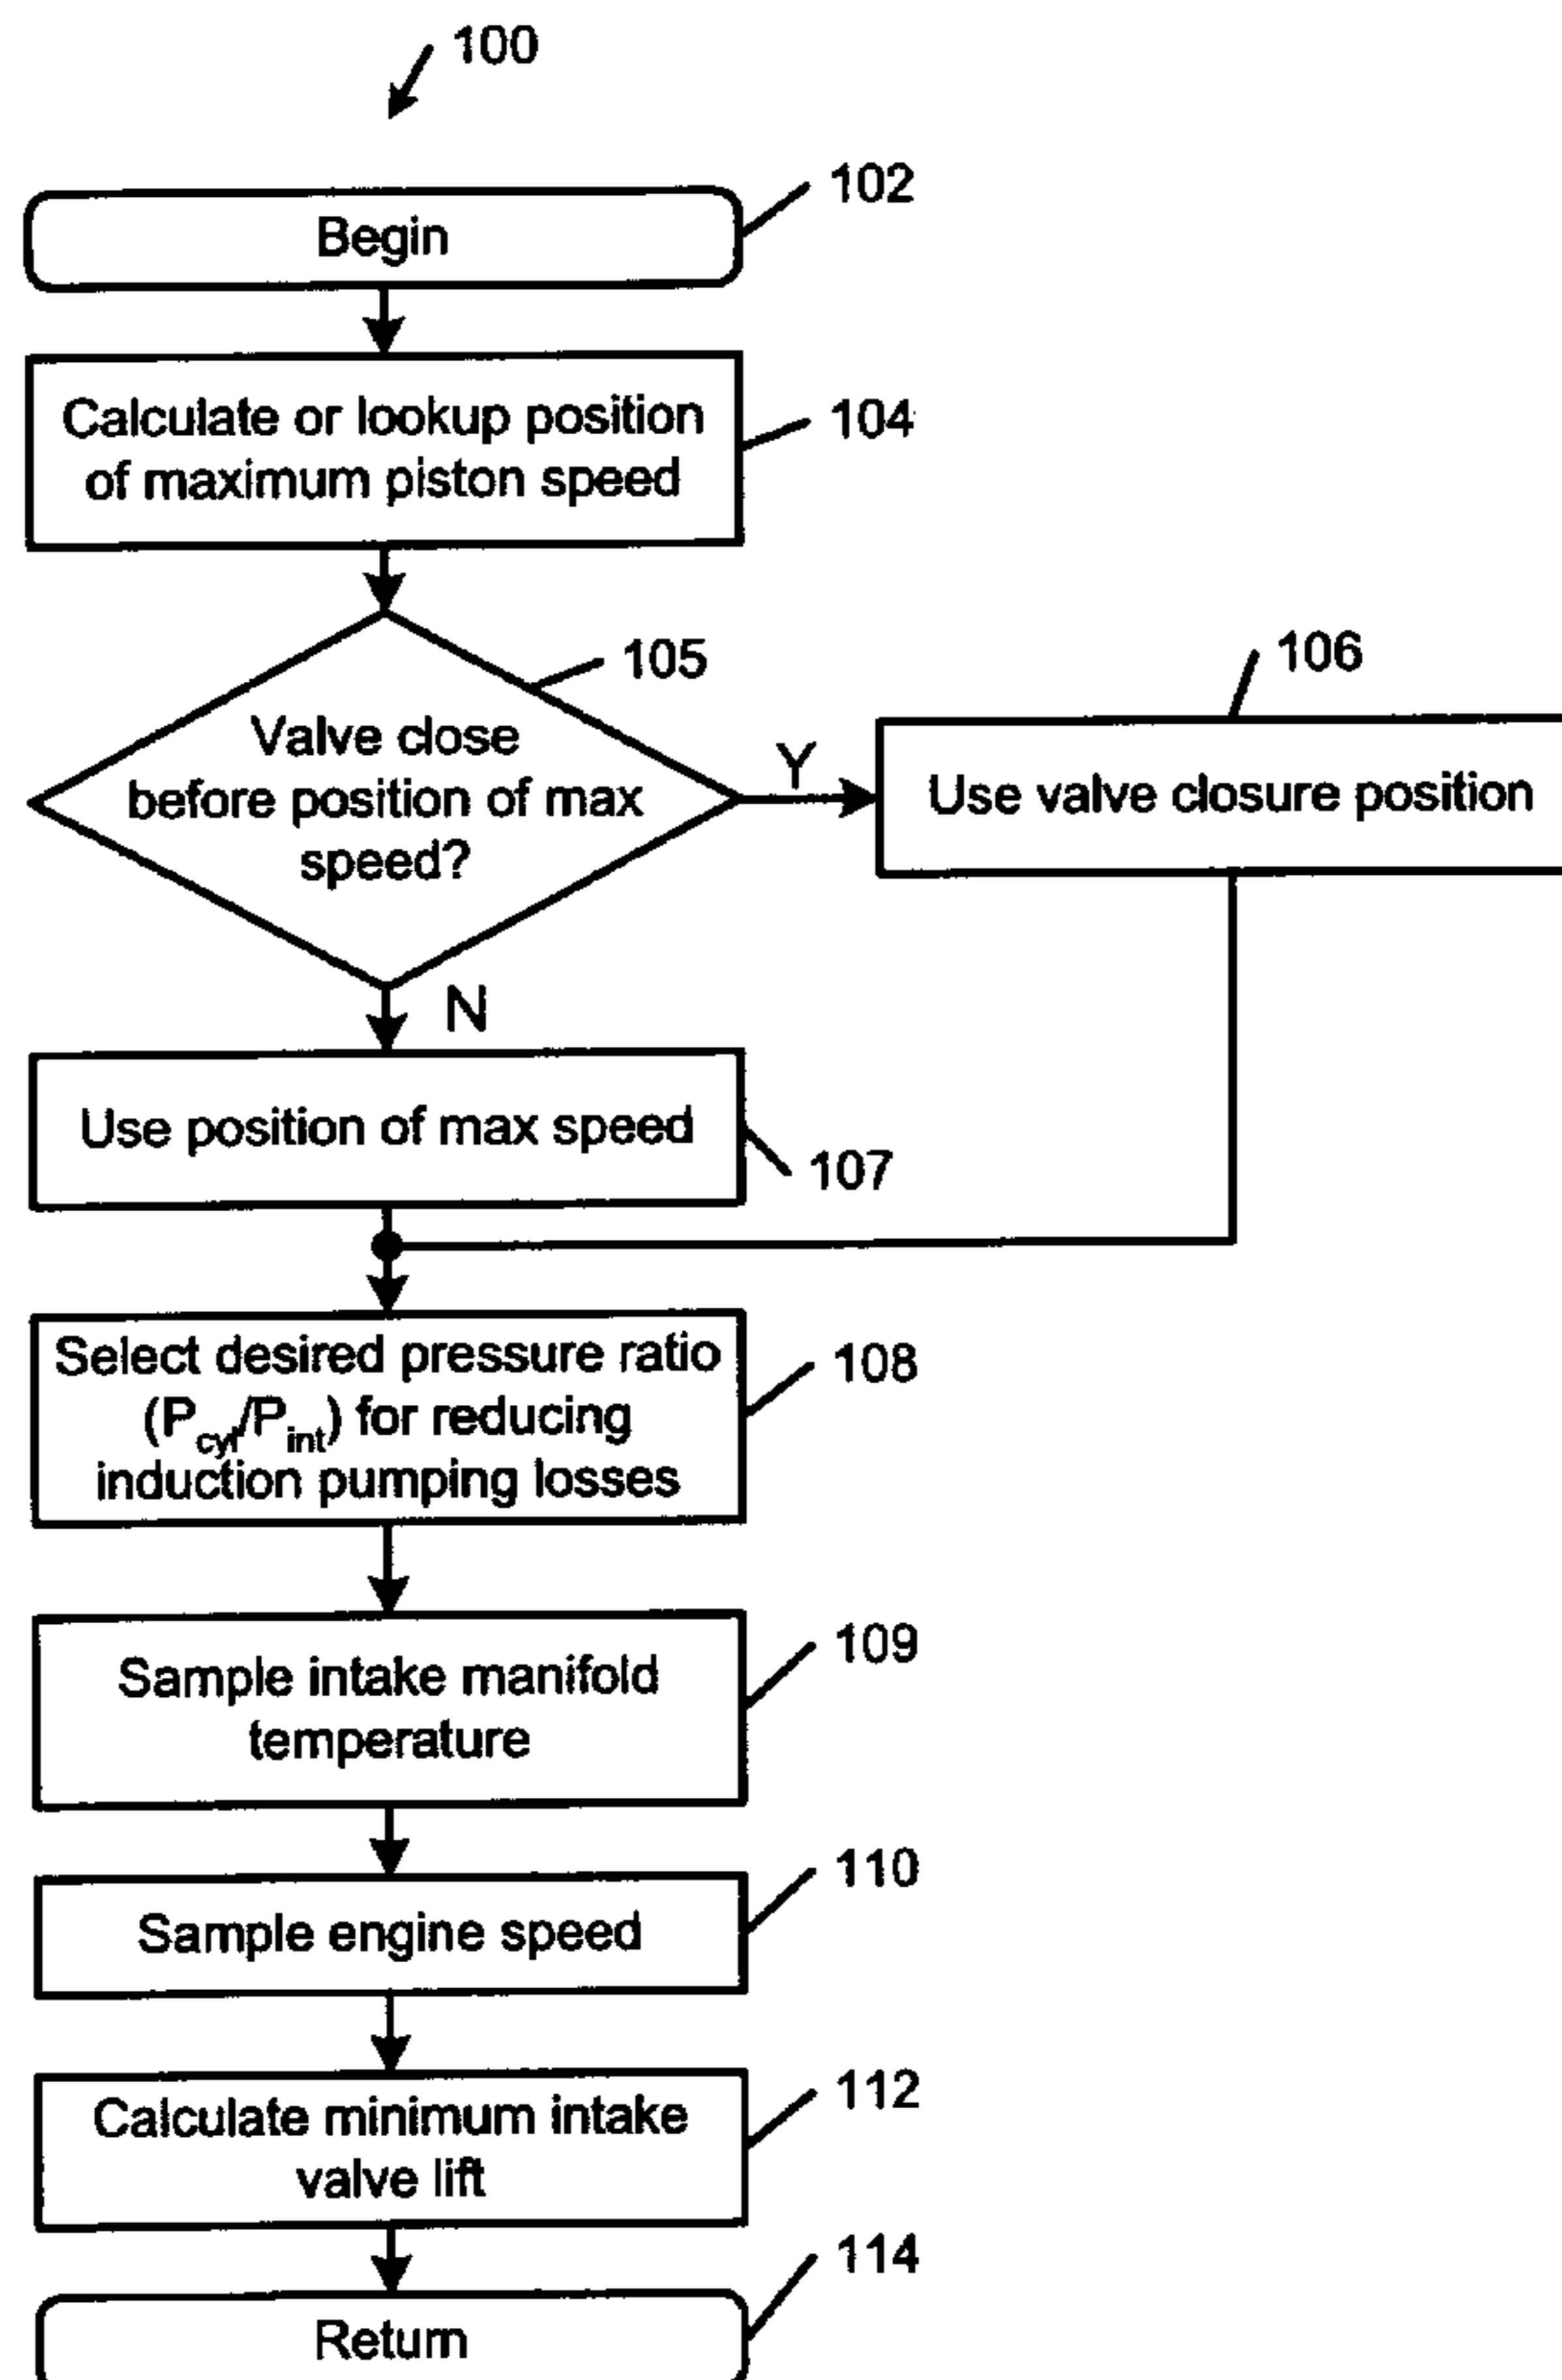 100
Begin
102
Calculate or lookup position
of maximum piston speed
104
Valve close
before position of max
speed?
105
Y
Use valve closure position
106
N
Use position of max speed
107
Select desired pressure ratio
(Pcyl/Pint) for reducing
induction pumping losses
108
Sample intake manifold
temperature
109
Sample engine speed
110
Calculate minimum intake
valve lift
112
Return
114